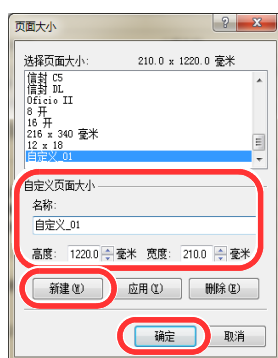 页面大小
选择页面大小: 210.0 x 1220.0 毫米
信封 C5
信封 DL
Oficio II
8 开
16 开
216 x 340 毫米
12 x 18
自定义_01
自定义页面大小
名称:
自定义_01
高度: 1220.0 毫米 宽度: 210.0 毫米
新建(W) 应用(I) 删除(E)
确定 取消